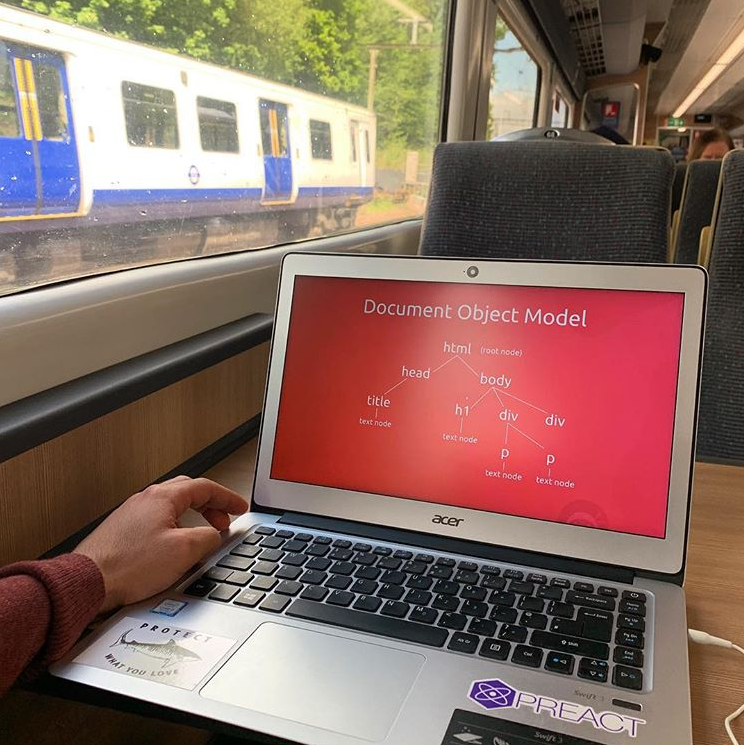 Document Object Model
html (root node)
head
body
title
h1
div
div
text node
text node
p
p
text node
text node
acer
PROTECT
WHAT YOU LOVE
PREACT
Swift 3